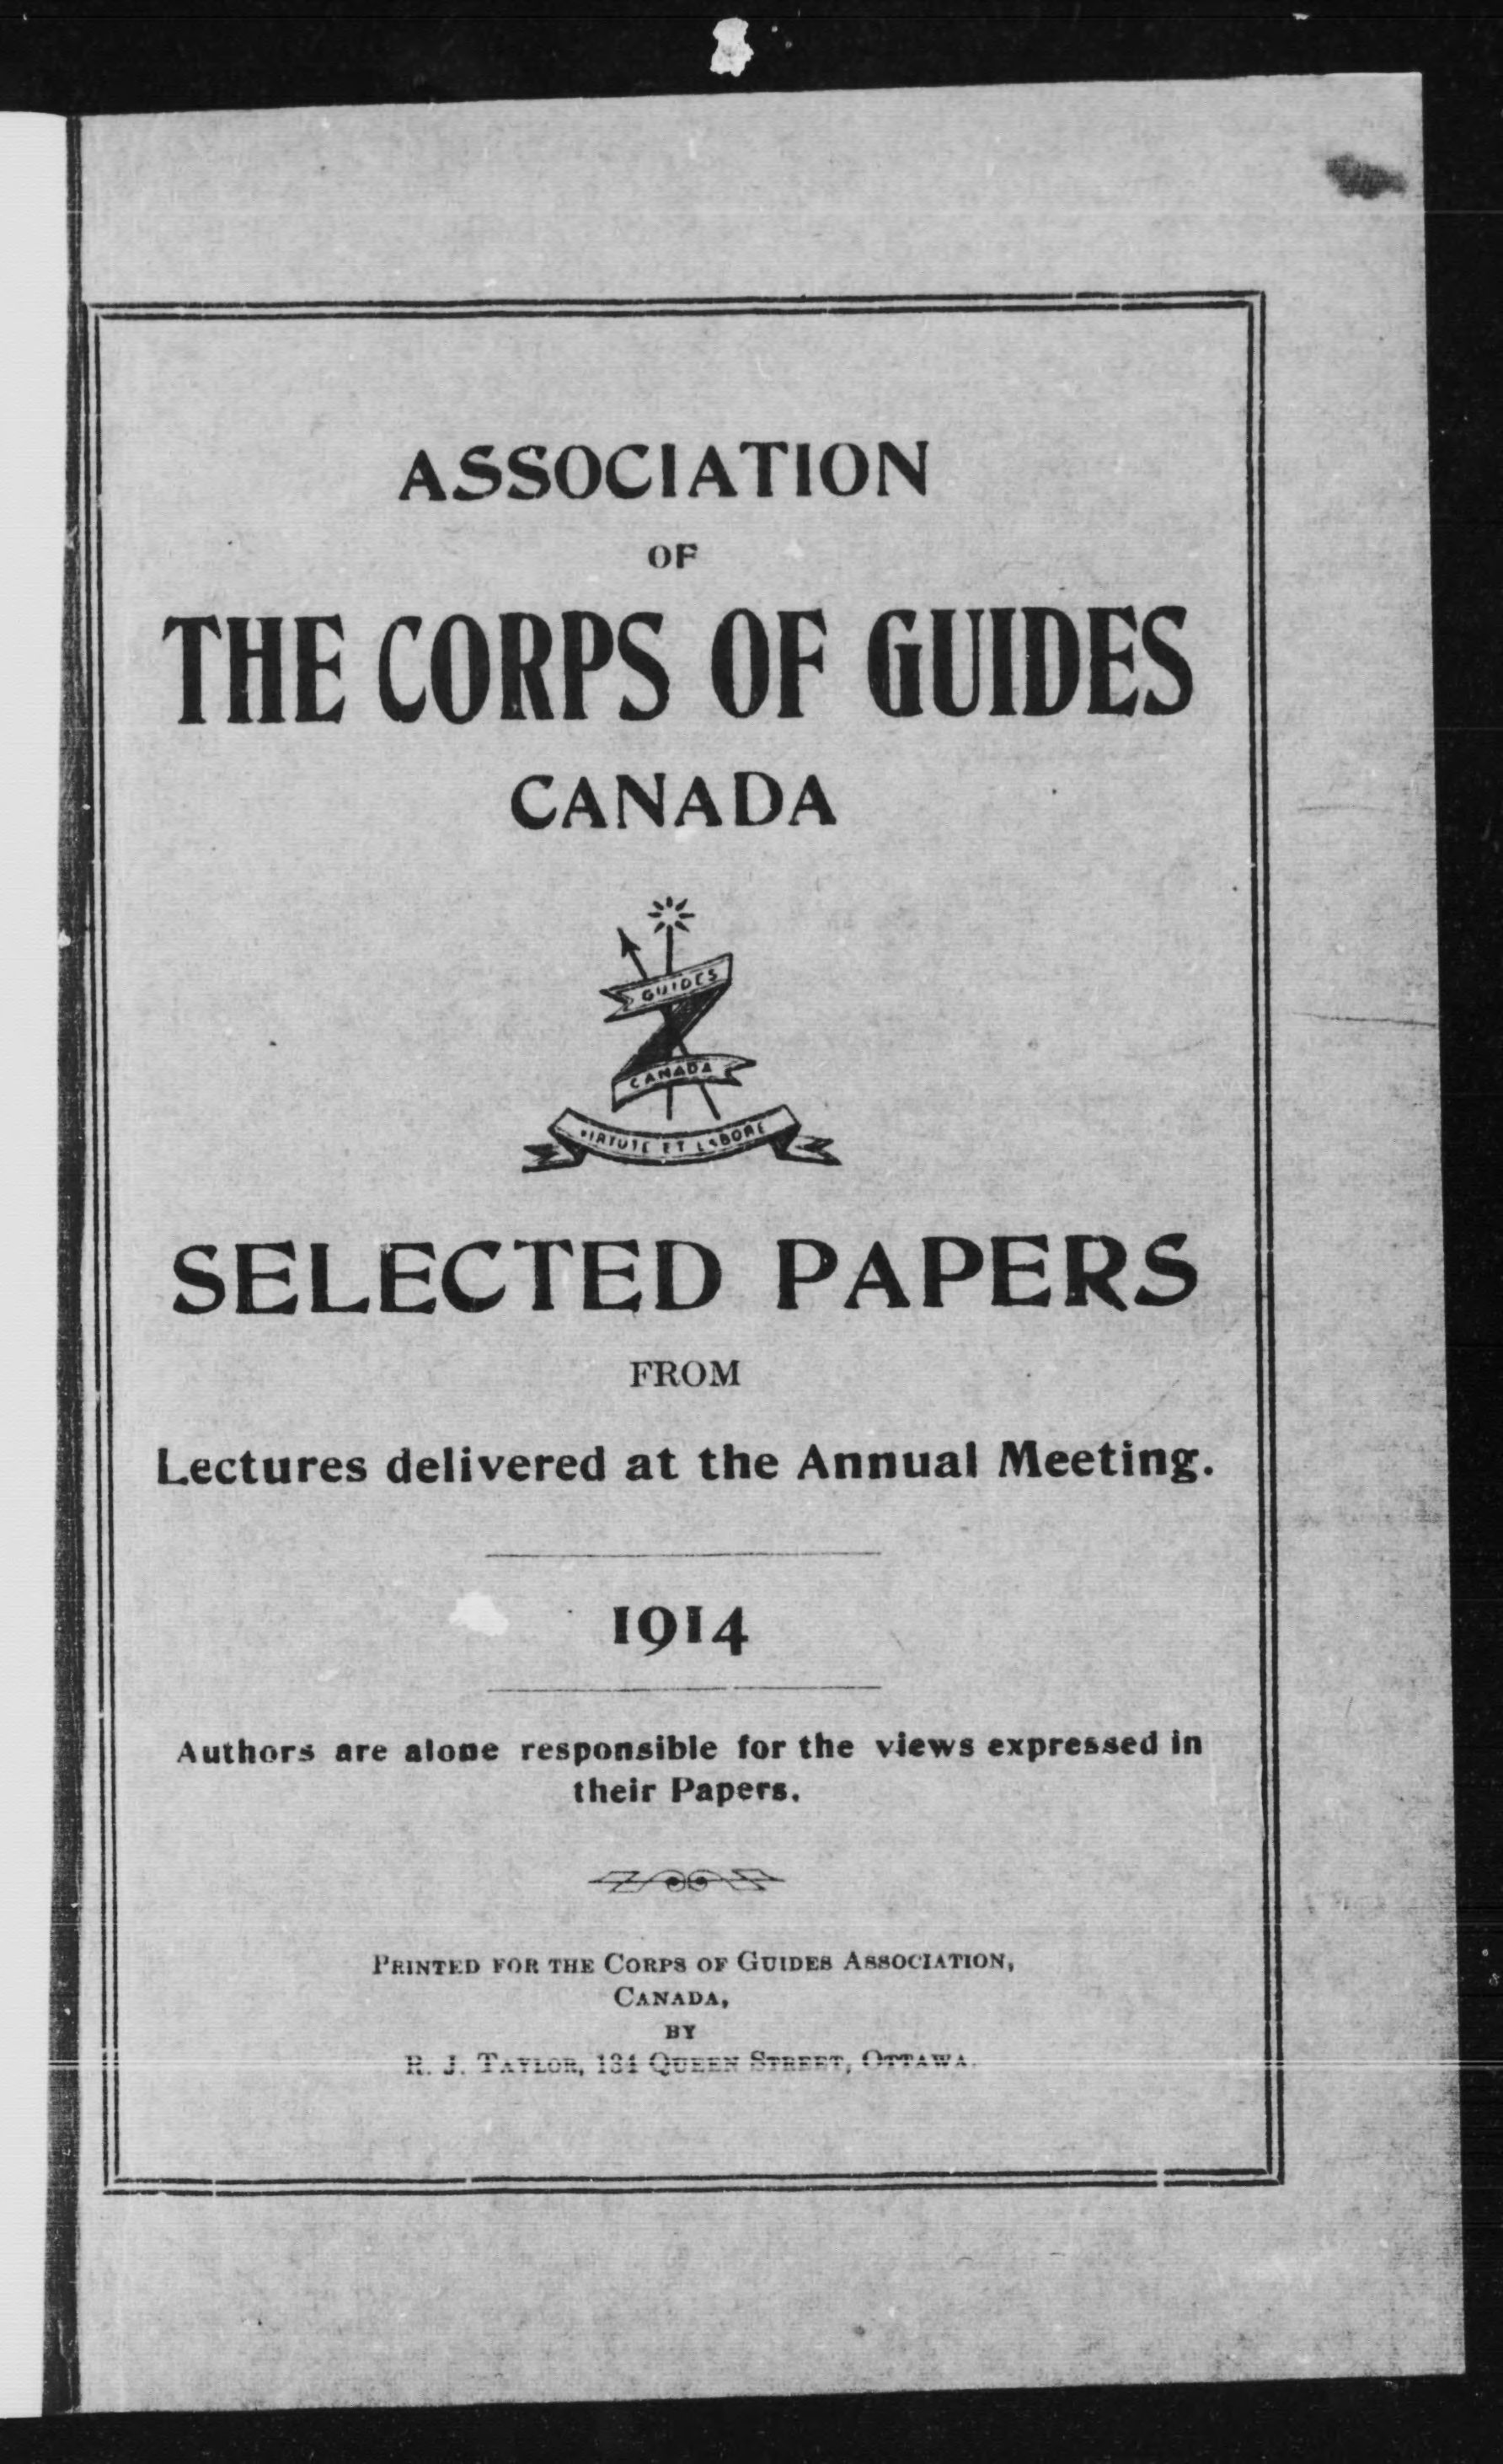 ASSOCIATION
OF
THE CORPS OF GUIDES
CANADA
GUIDES
CANADA
VIRTUTE ET LABORE
SELECTED PAPERS
FROM
Lectures delivered at the Annual Meeting.
1914
Authors are alone responsible for the views expressed in
their Papers.
PRINTED FOR THE CORPS OF GUIDES ASSOCIATION,
CANADA,
BY
R. J. TAYLOR, 134 QUEEN STREET, OTTAWA.